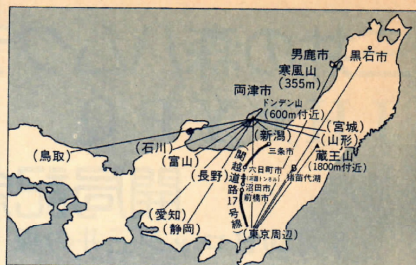 男鹿市
寒風山
(355m)
黒石市
両津市
ドンデン山
(600m付近)
(宮城)
(山形)
蔵王山
(1800m付近)
(新潟)
三条市
(鳥取)
(石川)
(富山)
(長野)
関越道路17号線
六日町市
沼田市
前橋市
猪苗代湖
(愛知)
(静岡)
(東京周辺)